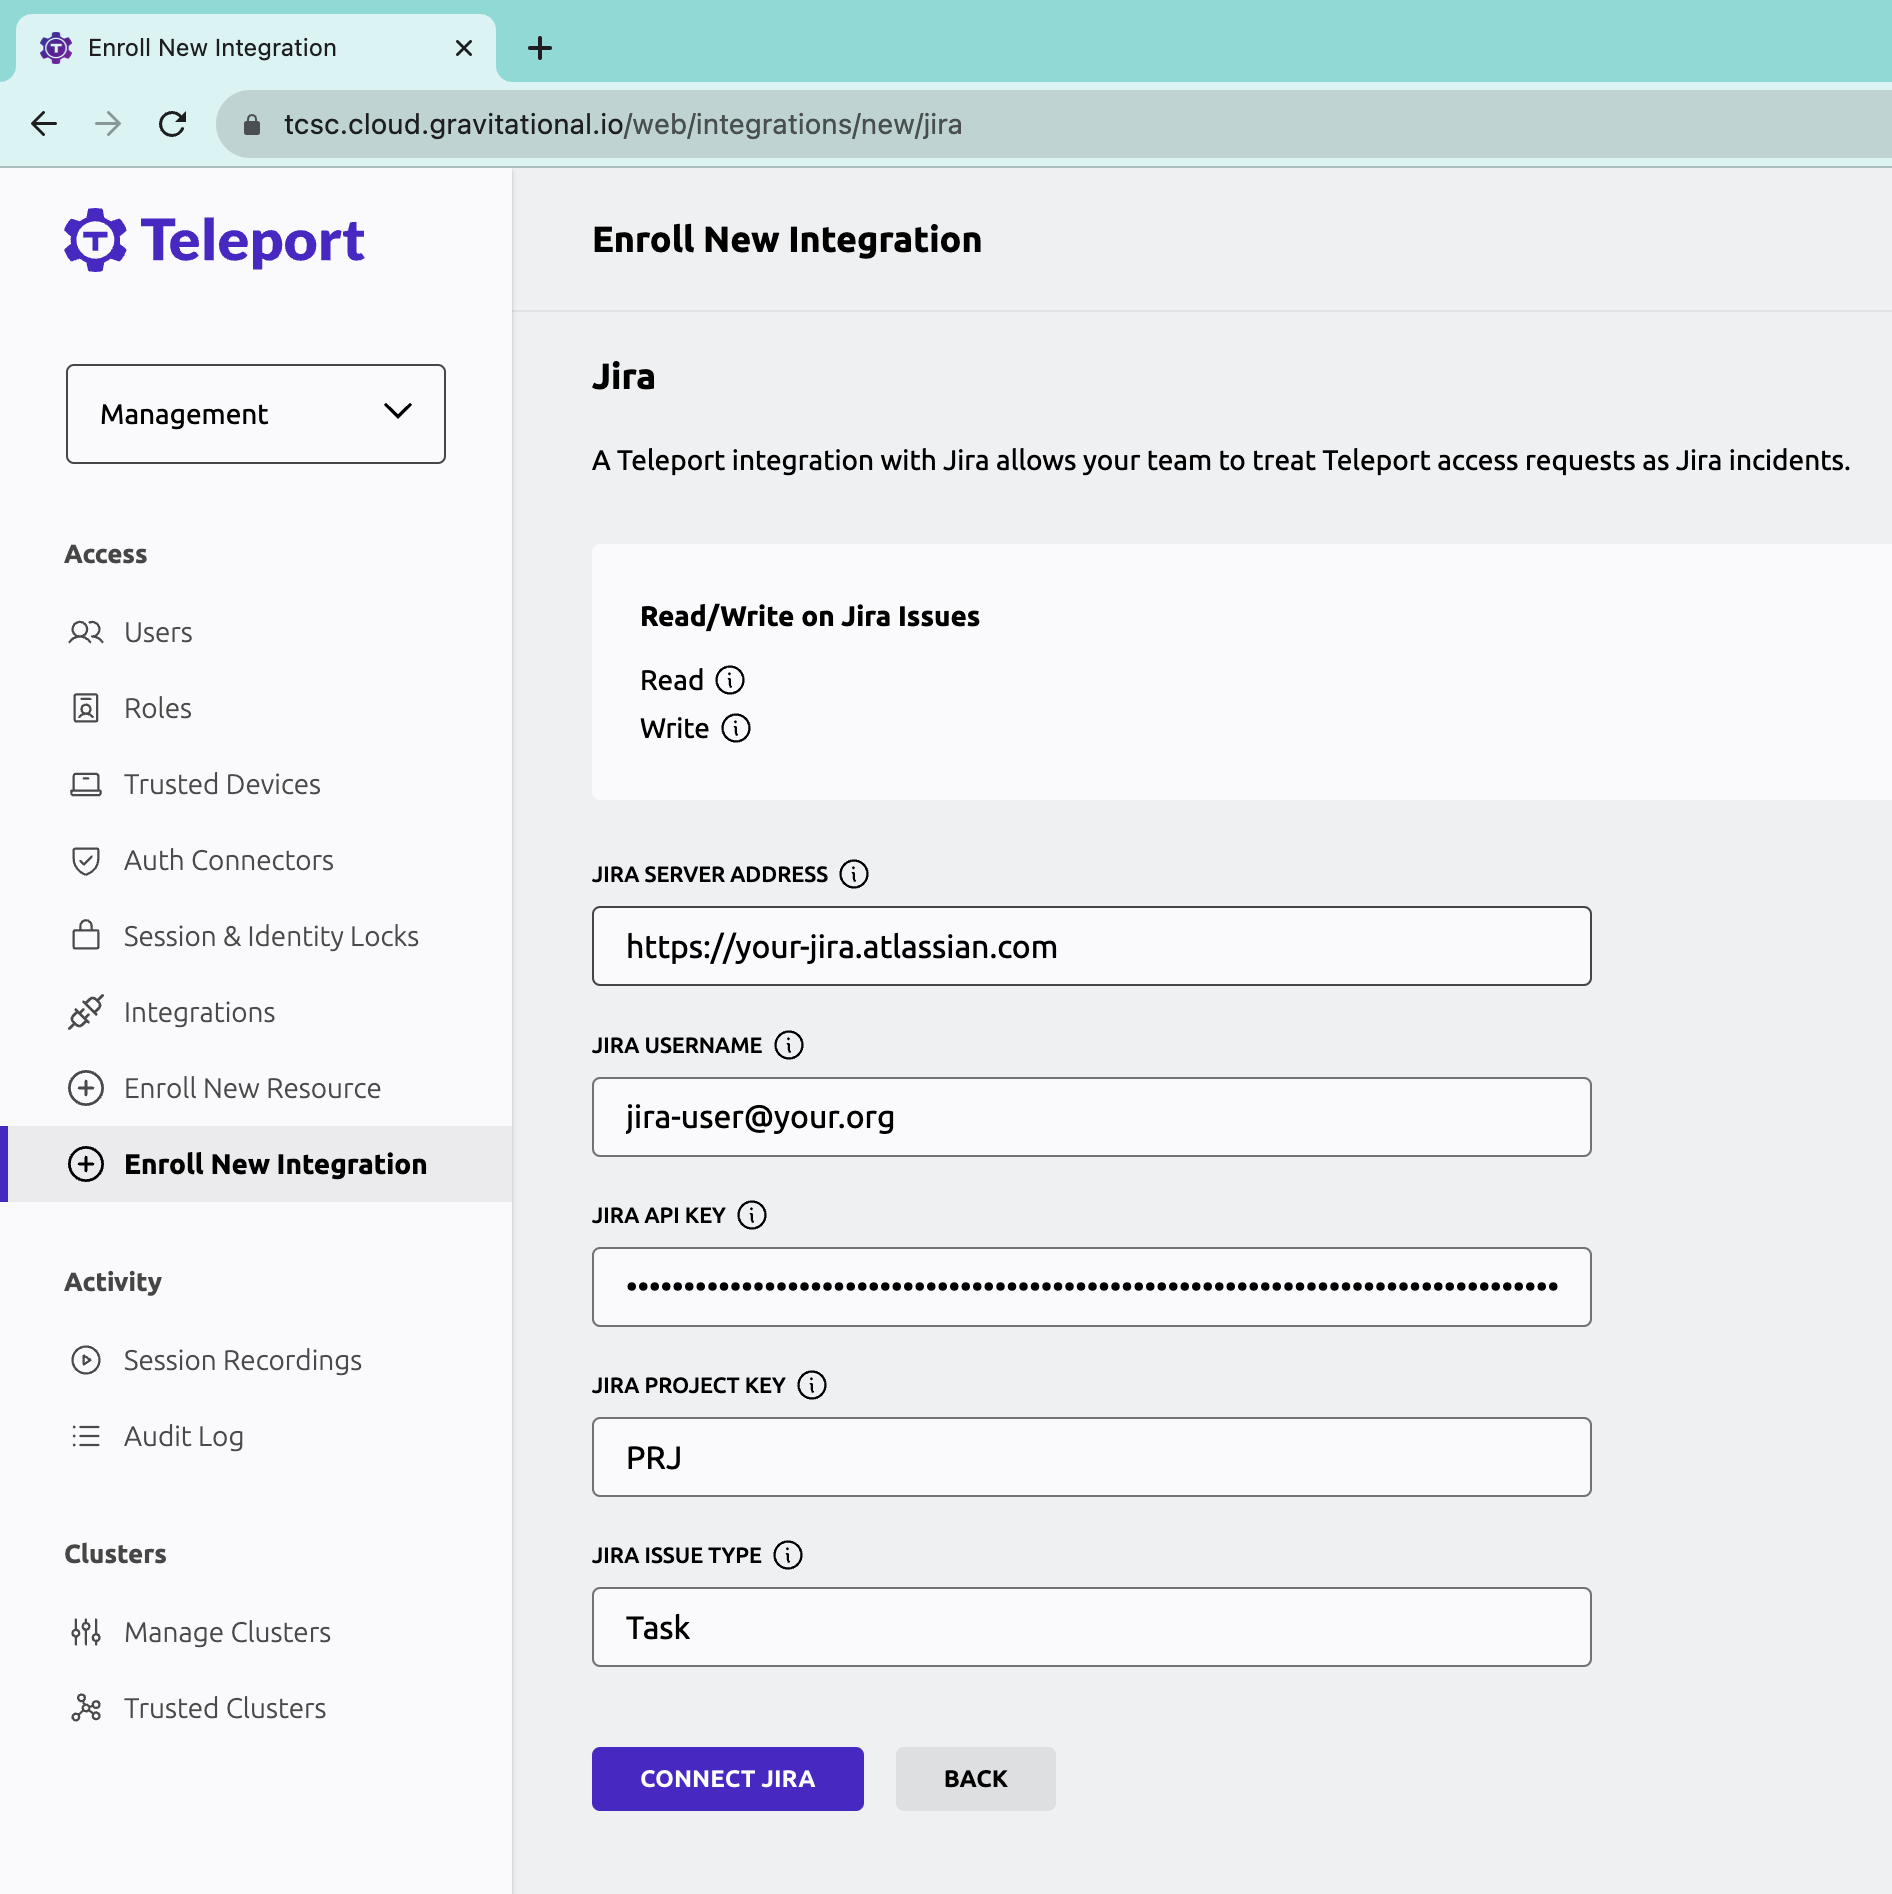 Enroll New Integration
tcsc.cloud.gravitational.io/web/integrations/new/jira
Teleport
Management
Access
Users
Roles
Trusted Devices
Auth Connectors
Session & Identity Locks
Integrations
Enroll New Resource
Enroll New Integration
Activity
Session Recordings
Audit Log
Clusters
Manage Clusters
Trusted Clusters
Enroll New Integration
Jira
A Teleport integration with Jira allows your team to treat Teleport access requests as Jira incidents.
Read/Write on Jira Issues
Read
Write
JIRA SERVER ADDRESS
https://your-jira.atlassian.com
JIRA USERNAME
jira-user@your.org
JIRA API KEY
JIRA PROJECT KEY
PRJ
JIRA ISSUE TYPE
Task
CONNECT JIRA
BACK